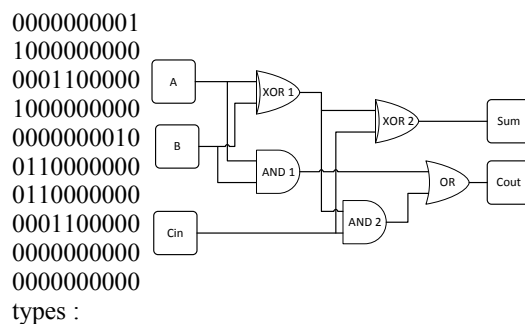 0000000001
1000000000
0001100000
A
XOR 1
1000000000
XOR 2
Sum
0000000010
B
0110000000
AND 1
OR
Cout
0110000000
0001100000
Cin
AND 2
0000000000
0000000000
types :